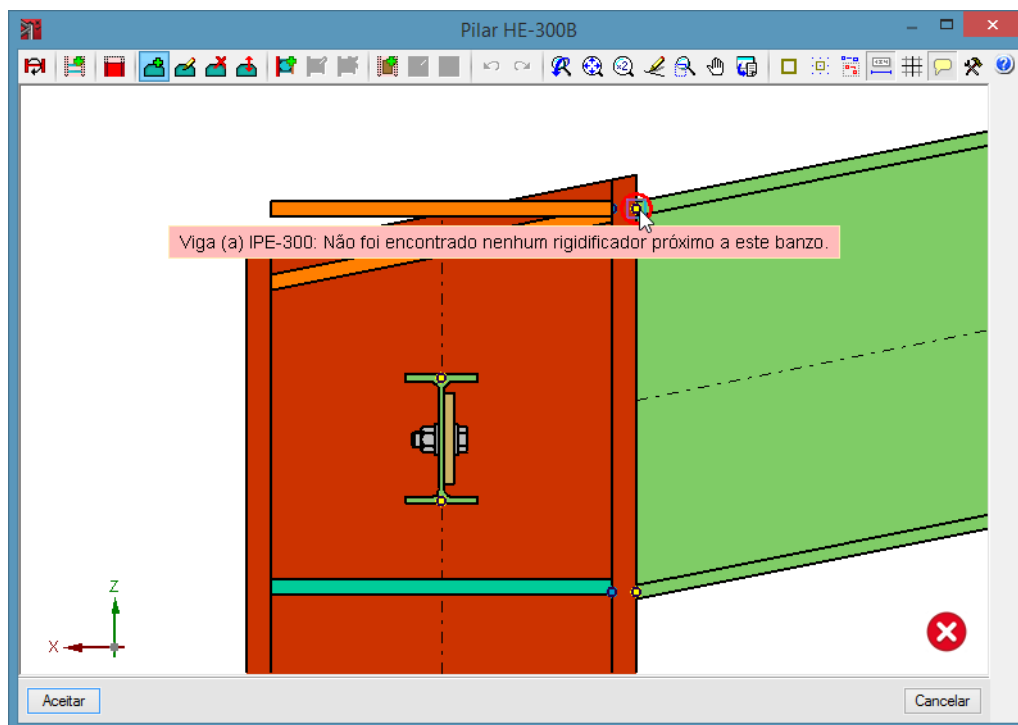 Pilar HE-300B
Viga (a) IPE-300: Não foi encontrado nenhum rigidificador próximo a este banzo.
Z
X
Aceitar
Cancelar